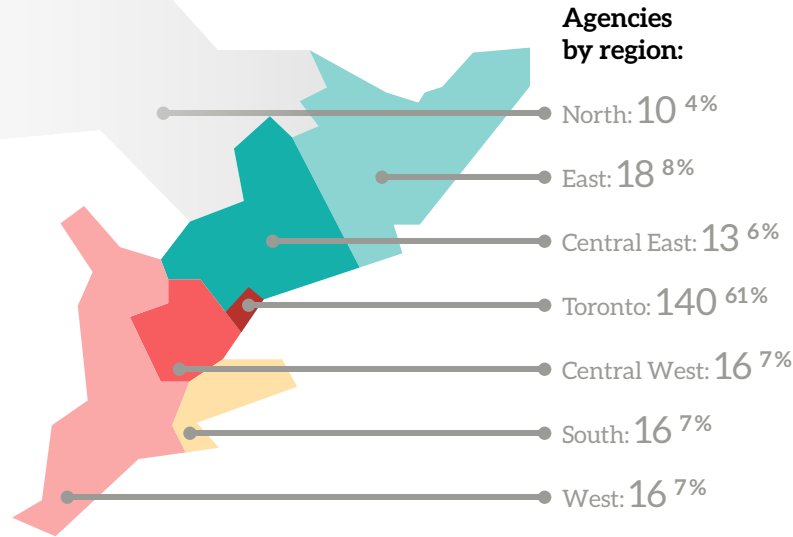 Agencies
by region:
North: 10 4%
East: 18 8%
Central East: 13 6%
Toronto: 140 61%
Central West: 16 7%
South: 16 7%
West: 16 7%